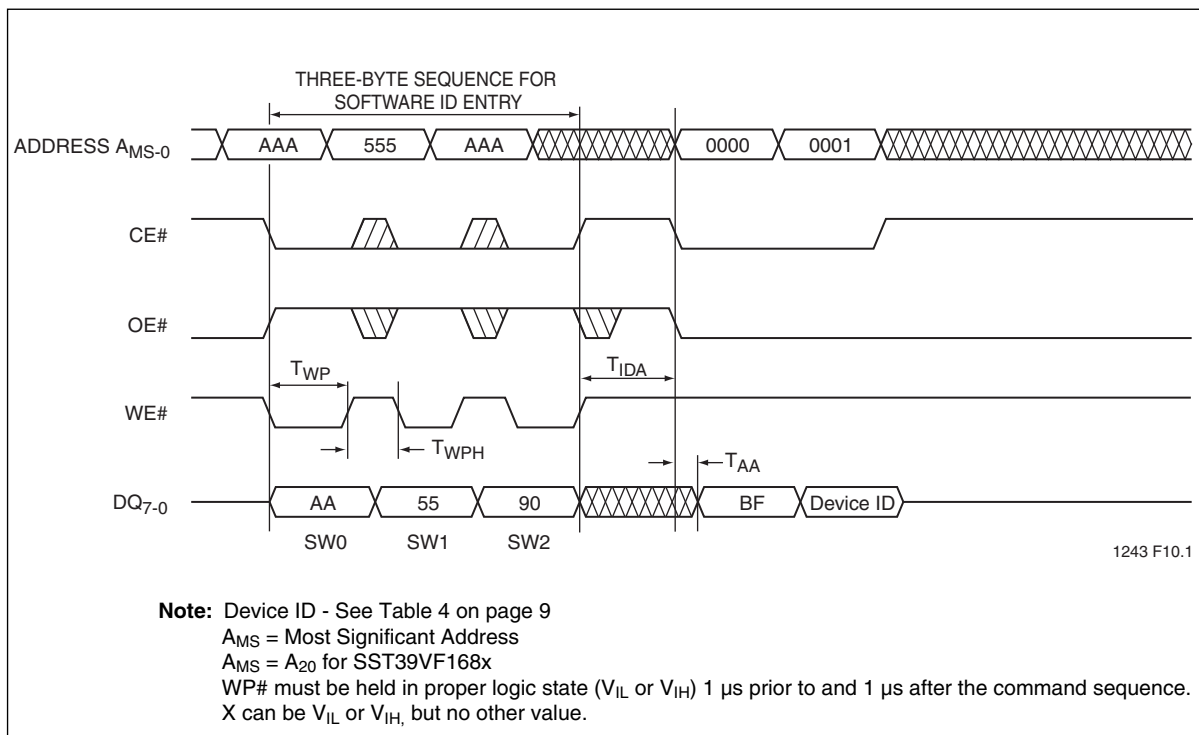 THREE-BYTE SEQUENCE FOR
SOFTWARE ID ENTRY
ADDRESS AMS-0
AAA 555 AAA 0000 0001
CE#
OE#
TWP TIDA
WE#
TWPH TAA
DQ7-0
AA 55 90 BF Device ID
SW0 SW1 SW2
1243 F10.1
Note: Device ID - See Table 4 on page 9
AMS = Most Significant Address
AMS = A20 for SST39VF168x
WP# must be held in proper logic state (VIL or VIH) 1 µs prior to and 1 µs after the command sequence.
X can be VIL or VIH, but no other value.